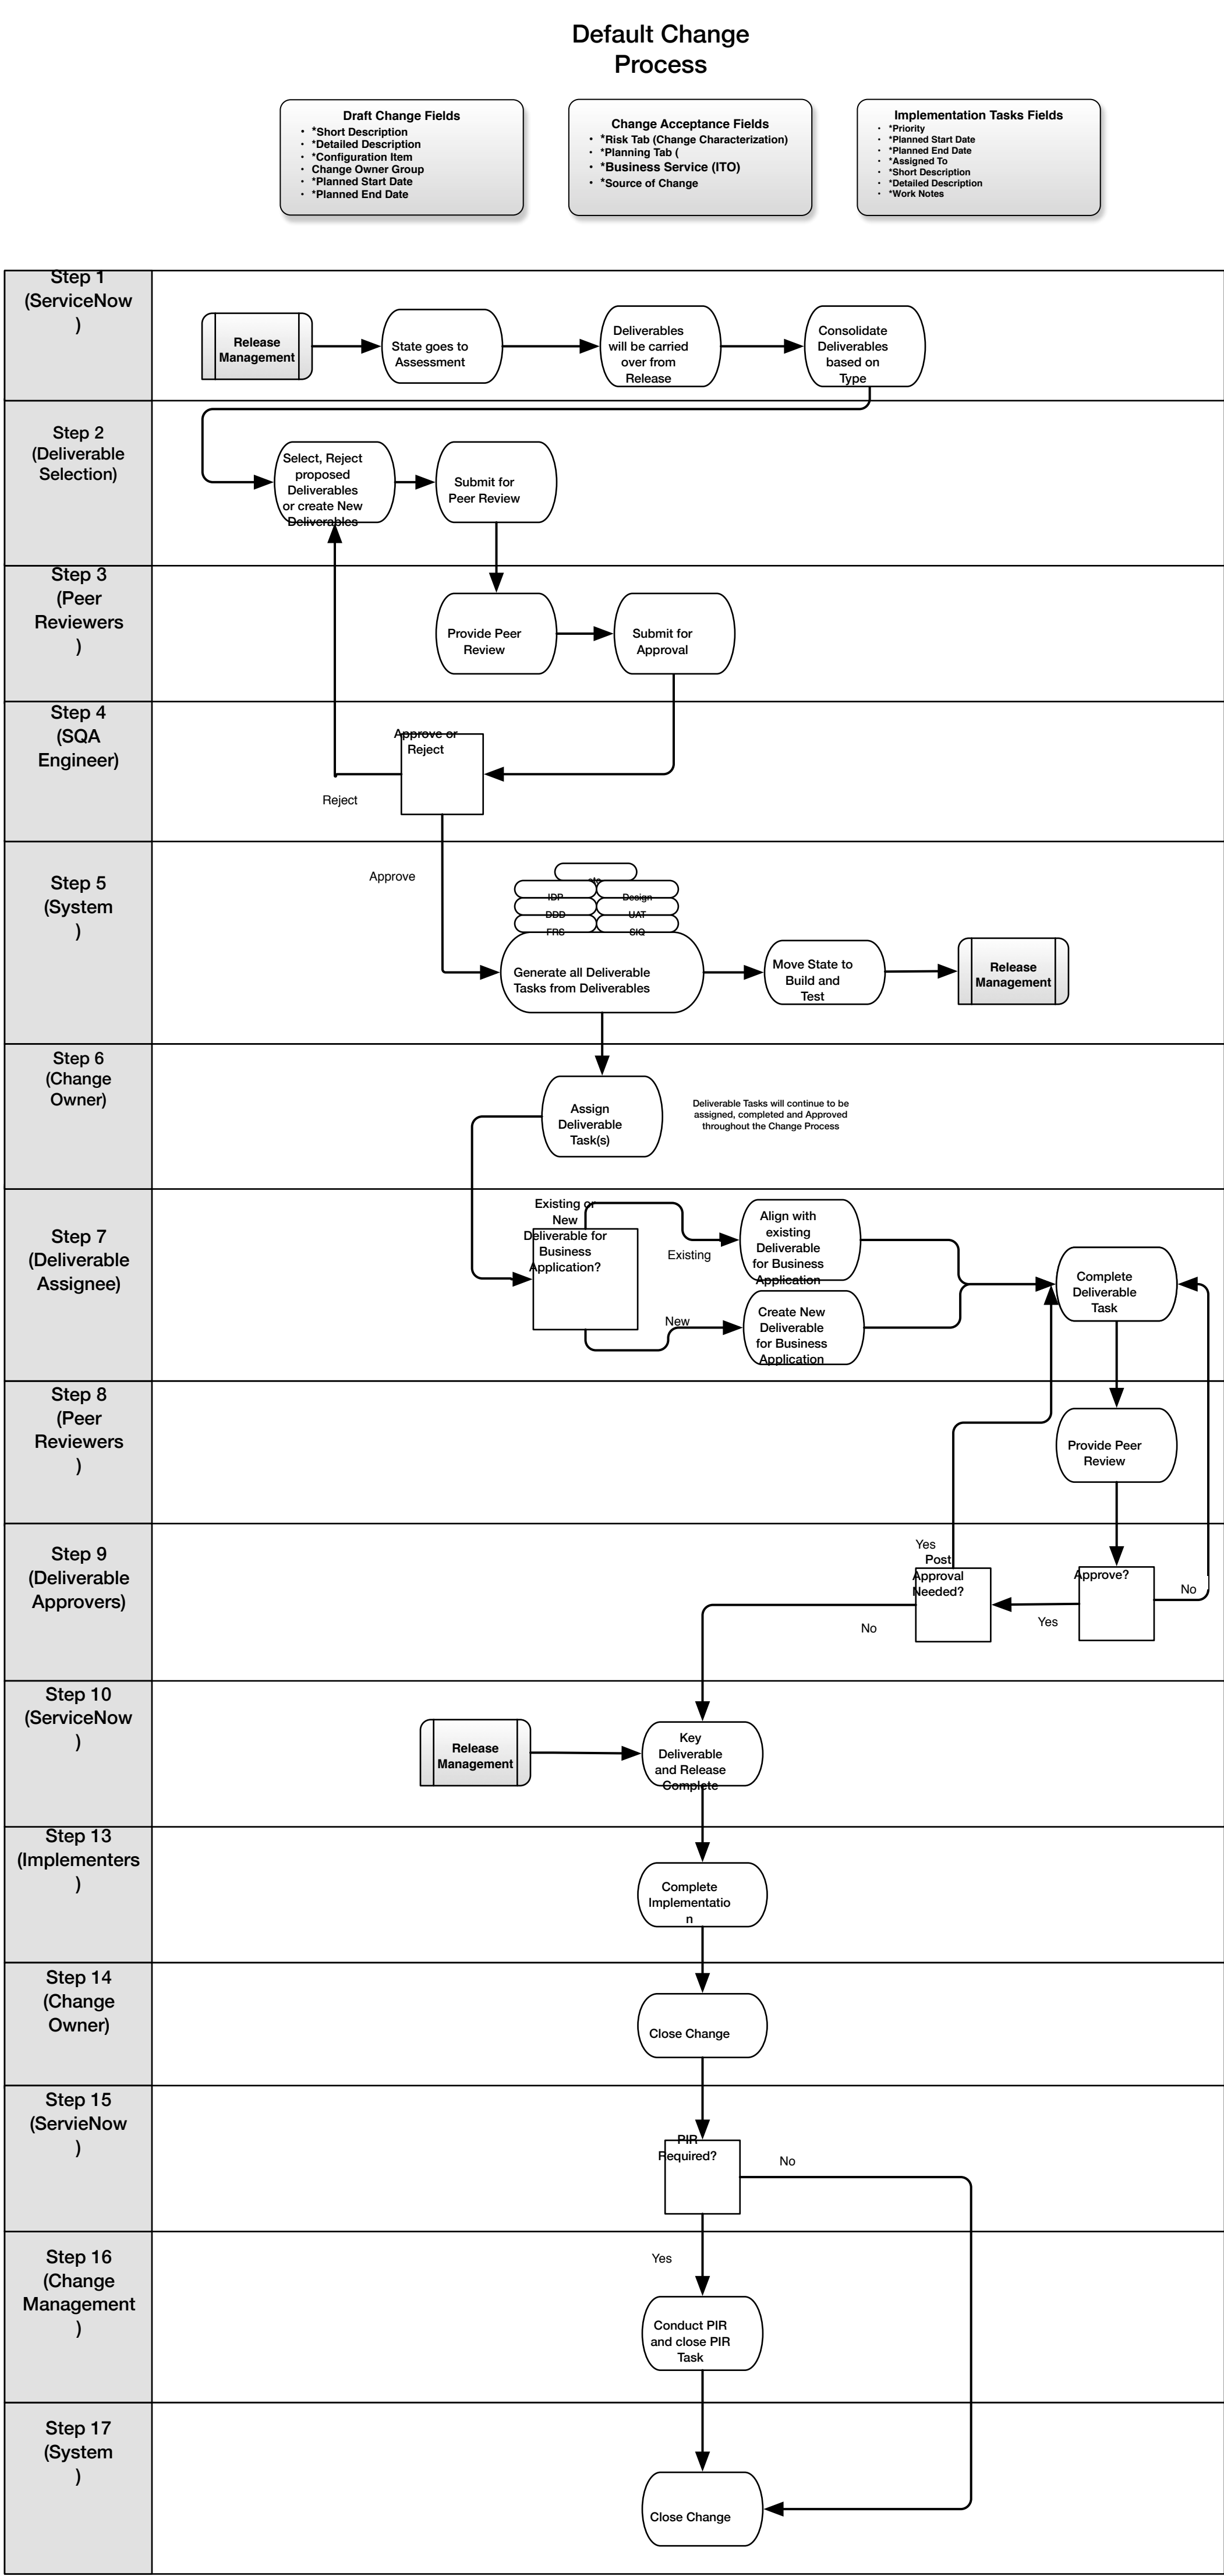 Default Change
Process
Draft Change Fields
• *Short Description
• *Detailed Description
• *Configuration Item
• Change Owner Group
• *Planned Start Date
• *Planned End Date
Change Acceptance Fields
• *Risk Tab (Change Characterization)
• *Planning Tab (
• *Business Service (ITO)
• *Source of Change
Implementation Tasks Fields
• *Priority
• *Planned Start Date
• *Planned End Date
• *Assigned To
• *Short Description
• *Detailed Description
• *Work Notes
Step 1
(ServiceNow
)
Release
Management
State goes to
Assessment
Deliverables
will be carried
over from
Release
Consolidate
Deliverables
based on
Type
Step 2
(Deliverable
Selection)
Select, Reject
proposed
Deliverables
or create New
Deliverables
Submit for
Peer Review
Step 3
(Peer
Reviewers
)
Provide Peer
Review
Submit for
Approval
Step 4
(SQA
Engineer)
Approve or
Reject
Reject
Step 5
(System
)
Approve
IDP
Design
DDD
UAT
FRS
SIQ
Generate all Deliverable
Tasks from Deliverables
Move State to
Build and
Test
Release
Management
Step 6
(Change
Owner)
Assign
Deliverable
Task(s)
Deliverable Tasks will continue to be
assigned, completed and Approved
throughout the Change Process
Step 7
(Deliverable
Assignee)
Existing or
New
Deliverable for
Business
Application?
Existing
New
Align with
existing
Deliverable
for Business
Application
Create New
Deliverable
for Business
Application
Complete
Deliverable
Task
Step 8
(Peer
Reviewers
)
Provide Peer
Review
Step 9
(Deliverable
Approvers)
Yes
Post
Approval
Needed?
No
Yes
Approve?
No
Step 10
(ServiceNow
)
Release
Management
Key
Deliverable
and Release
Complete
Step 13
(Implementers
)
Complete
Implementatio
n
Step 14
(Change
Owner)
Close Change
Step 15
(ServieNow
)
PIR
Required?
No
Step 16
(Change
Management
)
Yes
Conduct PIR
and close PIR
Task
Step 17
(System
)
Close Change